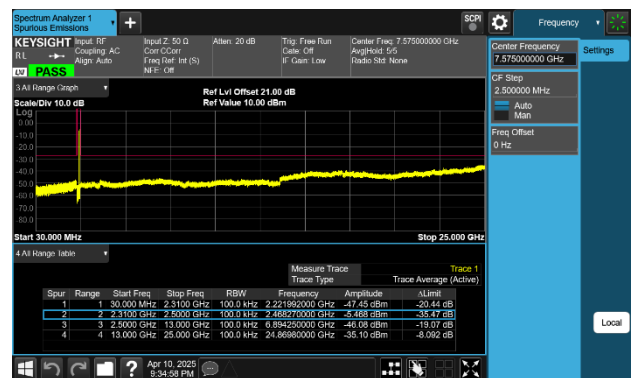 Spectrum Analyzer 1
Spurious Emissions
SCPI
Frequency
KEYSIGHT
RL
LW PASS
Input: RF
Coupling: AC
Align: Auto
Input Z: 50 Ω
Corr CCorr
Freq Ref: Int (S)
NFE: Off
Atten: 20 dB
Trig: Free Run
Gate: Off
IF Gain: Low
Center Freq: 7.575000000 GHz
Avg|Hold: 5/5
Radio Std: None
Center Frequency
7.575000000 GHz
Settings
CF Step
2.500000 MHz
Auto
Man
Freq Offset
0 Hz
3 All Range Graph
Scale/Div 10.0 dB
Ref Lvl Offset 21.00 dB
Ref Value 10.00 dBm
Log
0.00
-10.0
-20.0
-30.0
-40.0
-50.0
-60.0
-70.0
-80.0
Start 30.000 MHz
Stop 25.000 GHz
4 All Range Table
Measure Trace Trace 1
Trace Type Trace Average (Active)
Spur Range Start Freq Stop Freq RBW Frequency Amplitude ΔLimit
1 1 30.000 MHz 2.3100 GHz 100.0 kHz 2.221992000 GHz -47.45 dBm -20.44 dB
2 2 2.3100 GHz 2.5000 GHz 100.0 kHz 2.468270000 GHz -5.468 dBm -35.47 dB
3 3 2.5000 GHz 13.000 GHz 100.0 kHz 6.894250000 GHz -46.08 dBm -19.07 dB
4 4 13.000 GHz 25.000 GHz 100.0 kHz 24.86980000 GHz -35.10 dBm -8.092 dB
Local
?
Apr 10, 2025
9:34:58 PM